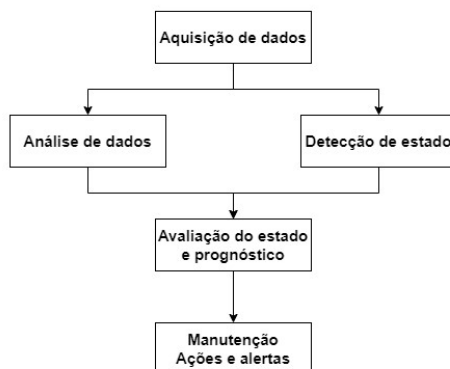 Aquisição de dados
Análise de dados
Detecção de estado
Avaliação do estado
e prognóstico
Manutenção
Ações e alertas